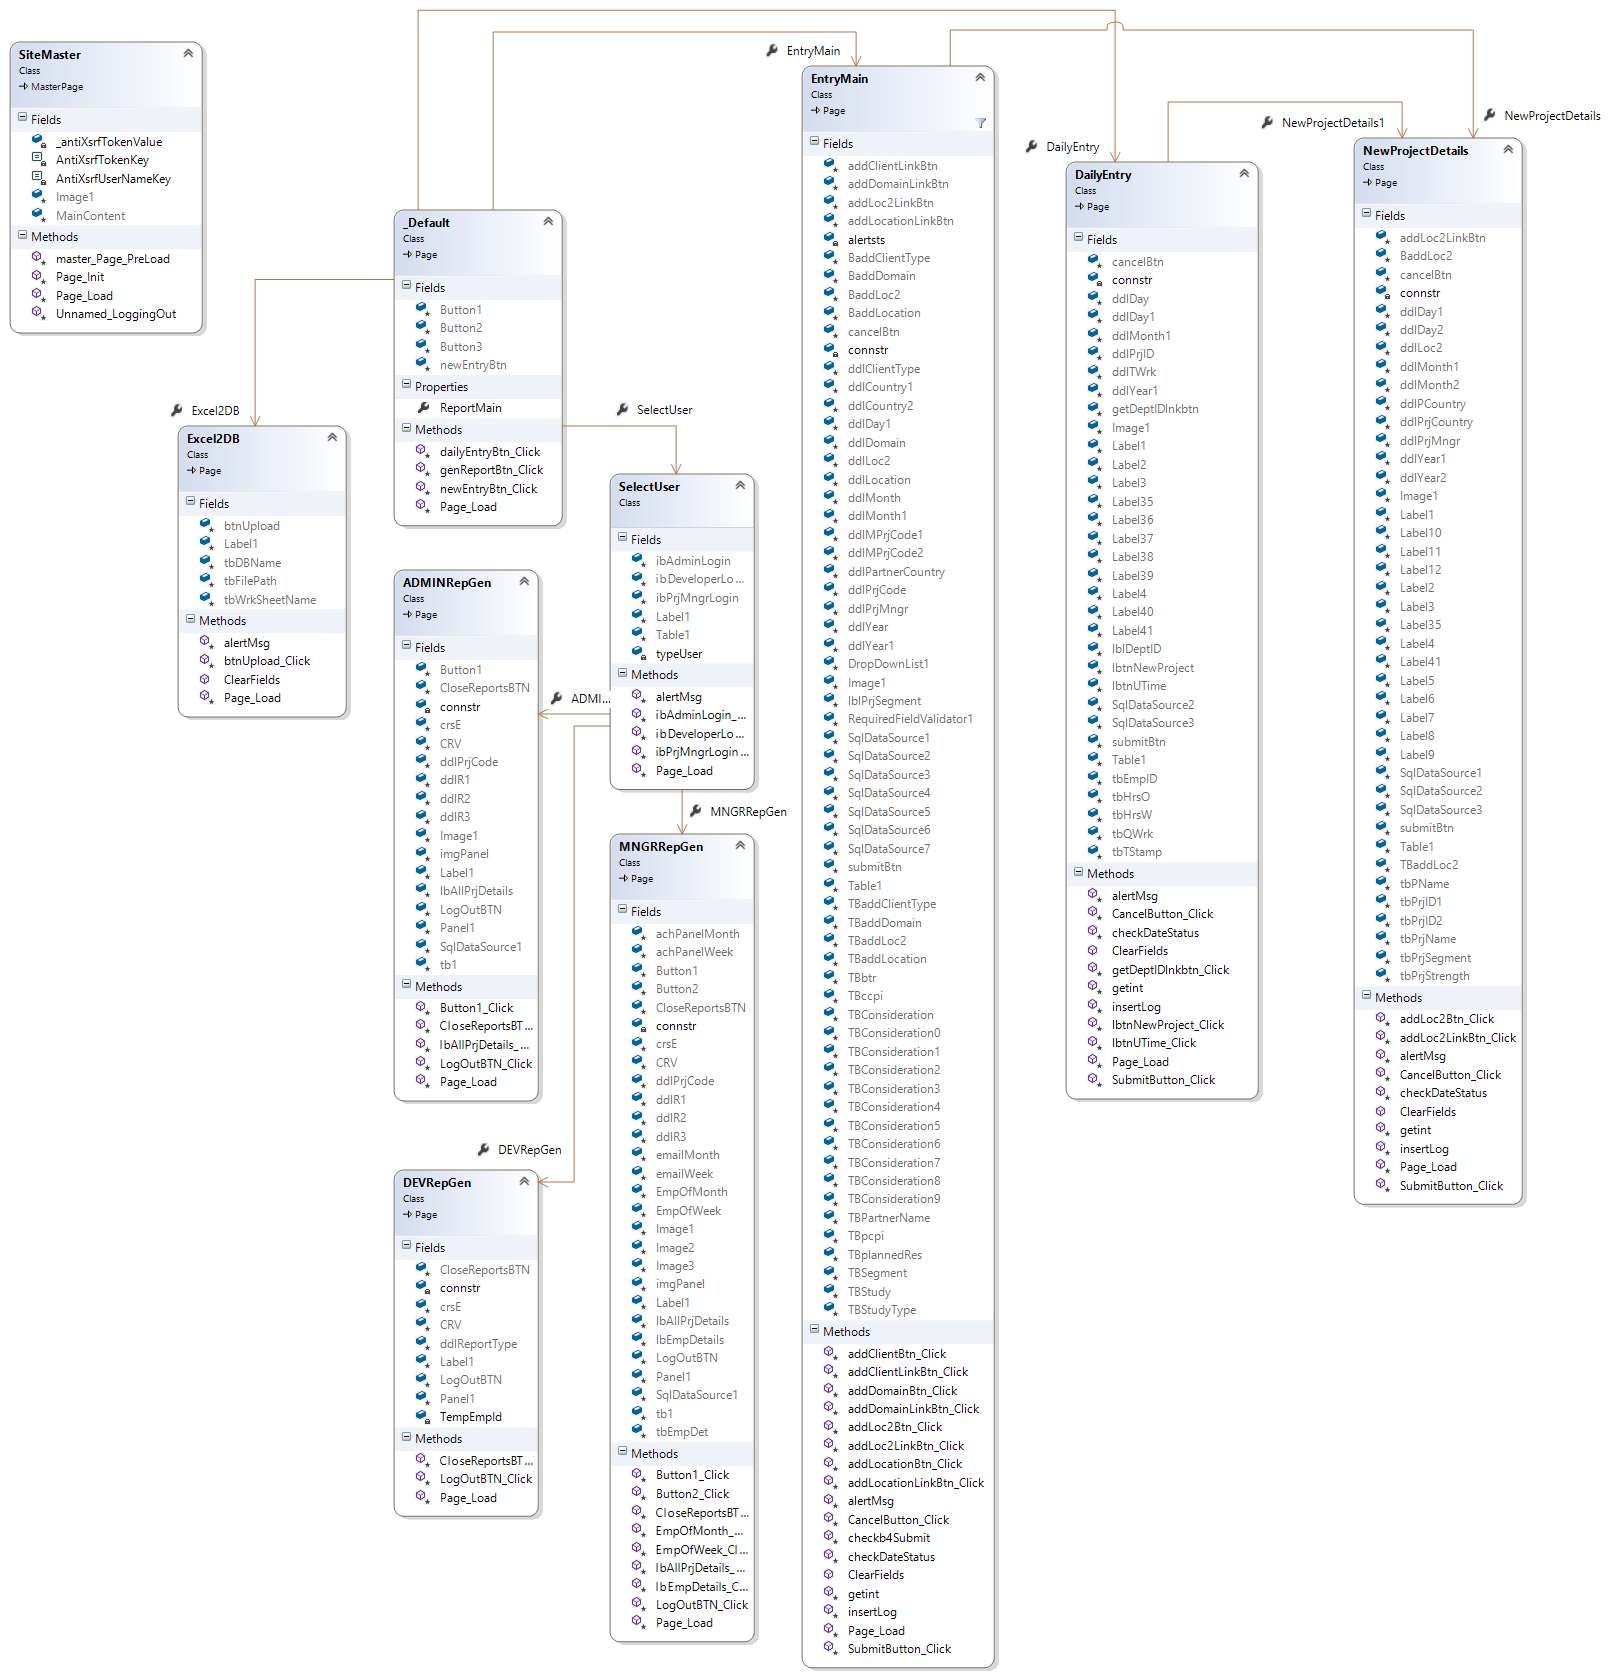 SiteMaster
Class
MasterPage
Fields
_antiXsrfTokenValue
AntiXsrfTokenKey
AntiXsrfUserNameKey
Image1
MainContent
Methods
master_Page_PreLoad
Page_Init
Page_Load
Unnamed_LoggingOut
Excel2DB
Excel2DB
Class
Page
Fields
btnUpload
Label1
tbDBName
tbFilePath
tbWrkSheetName
Methods
alertMsg
btnUpload_Click
ClearFields
Page_Load
_Default
Class
Page
Fields
Button1
Button2
Button3
newEntryBtn
Properties
ReportMain
Methods
dailyEntryBtn_Click
genReportBtn_Click
newEntryBtn_Click
Page_Load
ADMINRepGen
Class
Page
Fields
Button1
CloseReportsBTN
connstr
crsE
CRV
ddlPrjCode
ddlR1
ddlR2
ddlR3
Image1
imgPanel
Label1
lbAllPrjDetails
LogOutBTN
Panel1
SqlDataSource1
tb1
Methods
Button1_Click
CloseReportsBT...
lbAllPrjDetails_...
LogOutBTN_Click
Page_Load
DEVRepGen
DEVRepGen
Class
Page
Fields
CloseReportsBTN
connstr
crsE
CRV
ddlReportType
Label1
LogOutBTN
Panel1
TempEmpId
Methods
CloseReportsBT...
LogOutBTN_Click
Page_Load
SelectUser
SelectUser
Class
Fields
ibAdminLogin
ibDeveloperLo...
ibPrjMngrLogin
Label1
Table1
typeUser
Methods
alertMsg
ibAdminLogin_...
ibDeveloperLo...
ibPrjMngrLogin...
Page_Load
ADMI...
MNGRRepGen
MNGRRepGen
Class
Page
Fields
achPanelMonth
achPanelWeek
Button1
Button2
CloseReportsBTN
connstr
crsE
CRV
ddlPrjCode
ddlR1
ddlR2
ddlR3
emailMonth
emailWeek
EmpOfMonth
EmpOfWeek
Image1
Image2
Image3
imgPanel
Label1
lbAllPrjDetails
lbEmpDetails
LogOutBTN
Panel1
SqlDataSource1
tb1
tbEmpDet
Methods
Button1_Click
Button2_Click
CloseReportsBT...
EmpOfMonth_...
EmpOfWeek_Cl...
lbAllPrjDetails_...
lbEmpDetails_C...
LogOutBTN_Click
Page_Load
EntryMain
EntryMain
Class
Page
Fields
addClientLinkBtn
addDomainLinkBtn
addLoc2LinkBtn
addLocationLinkBtn
alertsts
BaddClientType
BaddDomain
BaddLoc2
BaddLocation
cancelBtn
connstr
ddlClientType
ddlCountry1
ddlCountry2
ddlDay1
ddlDomain
ddlLoc2
ddlLocation
ddlMonth
ddlMonth1
ddlMPrjCode1
ddlMPrjCode2
ddlPartnerCountry
ddlPrjCode
ddlPrjMngr
ddlYear
ddlYear1
DropDownList1
Image1
lblPrjSegment
RequiredFieldValidator1
SqlDataSource1
SqlDataSource2
SqlDataSource3
SqlDataSource4
SqlDataSource5
SqlDataSource6
SqlDataSource7
submitBtn
Table1
TBaddClientType
TBaddDomain
TBaddLoc2
TBaddLocation
TBbtr
TBccpi
TBConsideration
TBConsideration0
TBConsideration1
TBConsideration2
TBConsideration3
TBConsideration4
TBConsideration5
TBConsideration6
TBConsideration7
TBConsideration8
TBConsideration9
TBPartnerName
TBpcpi
TBplannedRes
TBSegment
TBStudy
TBStudyType
Methods
addClientBtn_Click
addClientLinkBtn_Click
addDomainBtn_Click
addDomainLinkBtn_Click
addLoc2Btn_Click
addLoc2LinkBtn_Click
addLocationBtn_Click
addLocationLinkBtn_Click
alertMsg
CancelButton_Click
checkb4Submit
checkDateStatus
ClearFields
getint
insertLog
Page_Load
SubmitButton_Click
DailyEntry
DailyEntry
Class
Page
Fields
cancelBtn
connstr
ddlDay
ddlDay1
ddlMonth1
ddlPrjID
ddlTWrk
ddlYear1
getDeptIDlnkbtn
Image1
Label1
Label2
Label3
Label35
Label36
Label37
Label38
Label39
Label4
Label40
Label41
lblDeptID
lbtnNewProject
lbtnUTime
SqlDataSource2
SqlDataSource3
submitBtn
Table1
tbEmpID
tbHrsO
tbHrsW
tbQWrk
tbTStamp
Methods
alertMsg
CancelButton_Click
checkDateStatus
ClearFields
getDeptIDlnkbtn_Click
getint
insertLog
lbtnNewProject_Click
lbtnUTime_Click
Page_Load
SubmitButton_Click
NewProjectDetails1
NewProjectDetails
NewProjectDetails
Class
Page
Fields
addLoc2LinkBtn
BaddLoc2
cancelBtn
connstr
ddlDay1
ddlDay2
ddlLoc2
ddlMonth1
ddlMonth2
ddlPCountry
ddlPrjCountry
ddlPrjMngr
ddlYear1
ddlYear2
Image1
Label1
Label10
Label11
Label12
Label2
Label3
Label35
Label4
Label41
Label5
Label6
Label7
Label8
Label9
SqlDataSource1
SqlDataSource2
SqlDataSource3
submitBtn
Table1
TBaddLoc2
tbPName
tbPrjID1
tbPrjID2
tbPrjName
tbPrjSegment
tbPrjStrength
Methods
addLoc2Btn_Click
addLoc2LinkBtn_Click
alertMsg
CancelButton_Click
checkDateStatus
ClearFields
getint
insertLog
Page_Load
SubmitButton_Click